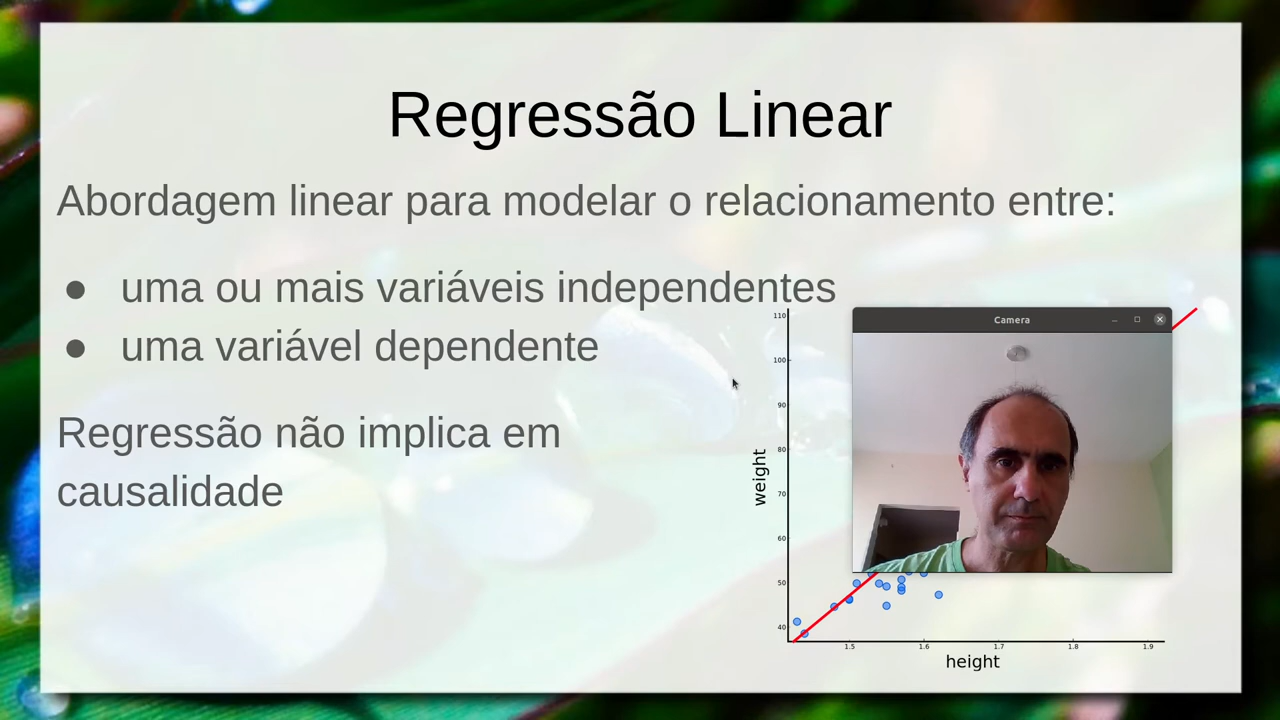 Regressão Linear
Abordagem linear para modelar o relacionamento entre:
● uma ou mais variáveis independentes
● uma variável dependente
Regressão não implica em
causalidade
Camera
110
100
90
80
70
60
50
40
weight
1.5 1.6 1.7 1.8 1.9
height